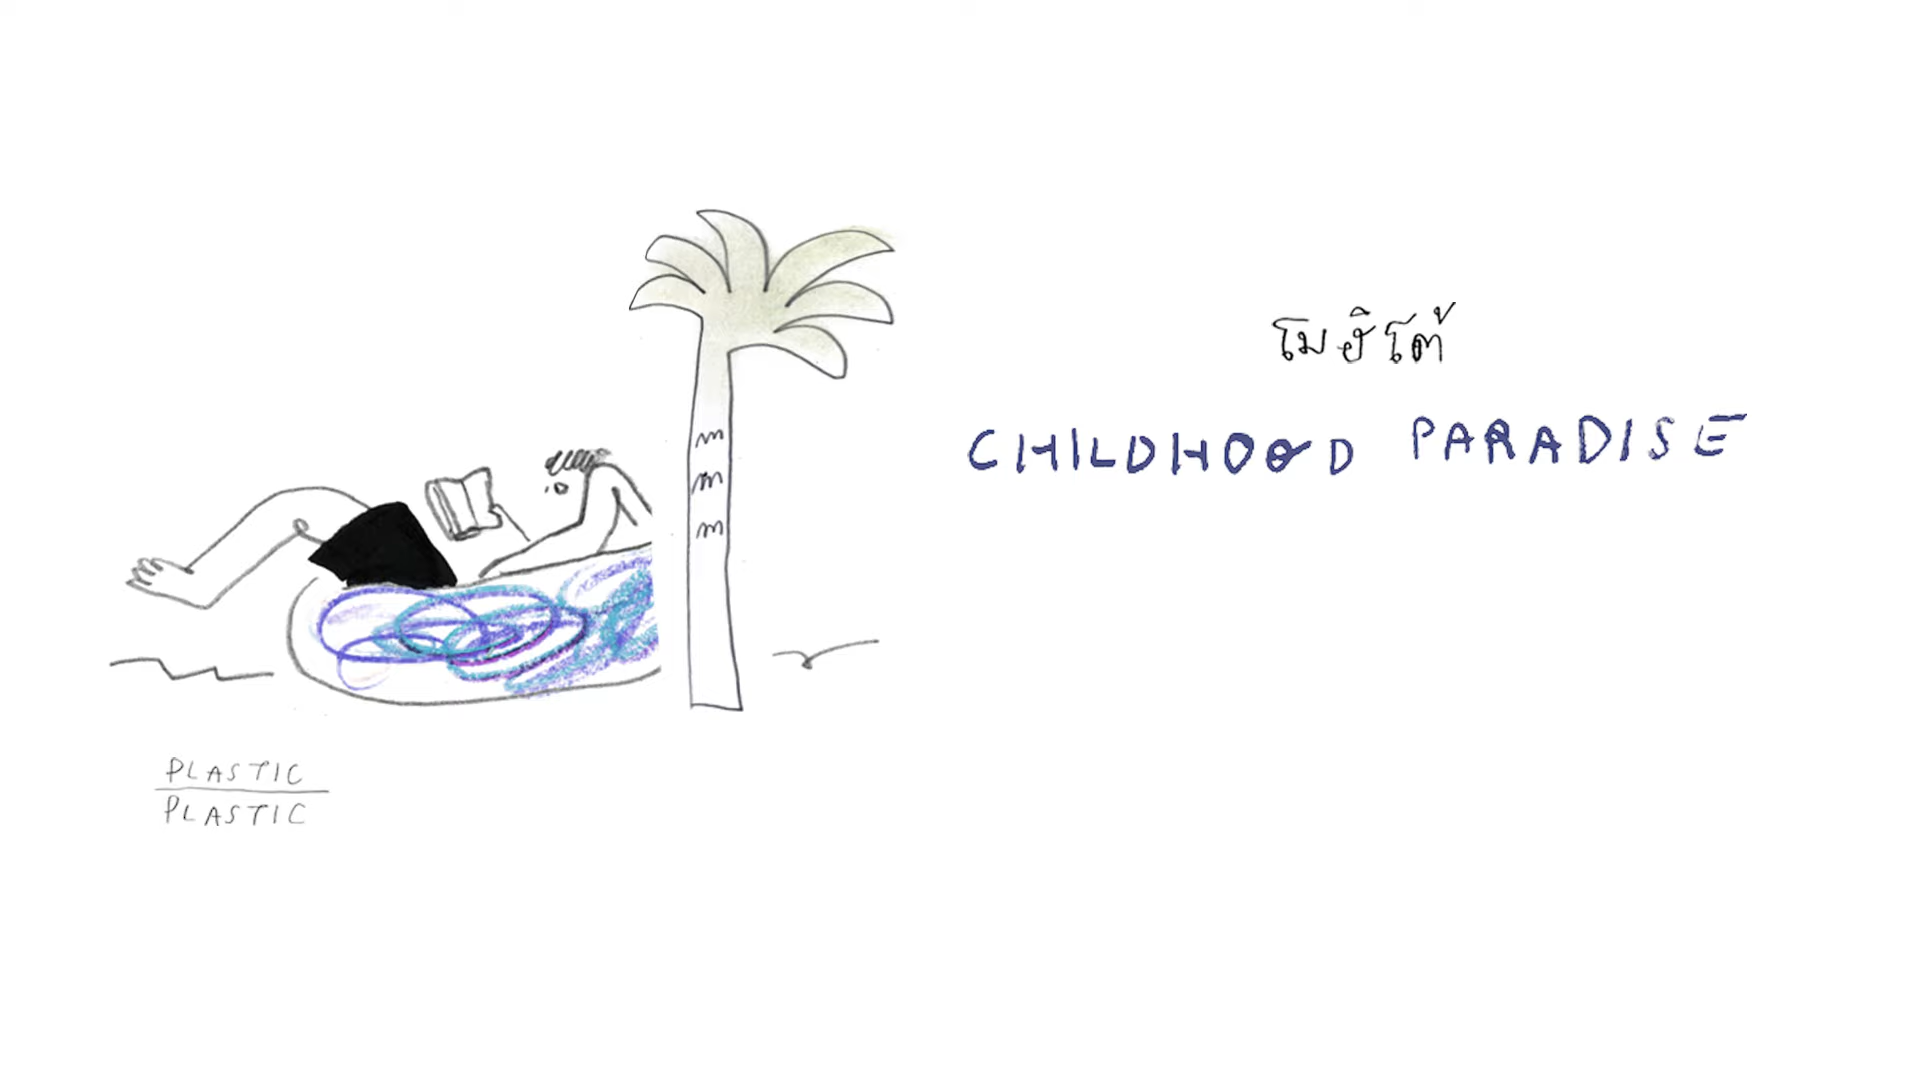 โมฮิโต้
CHILDHOOD PARADISE
PLASTIC
PLASTIC